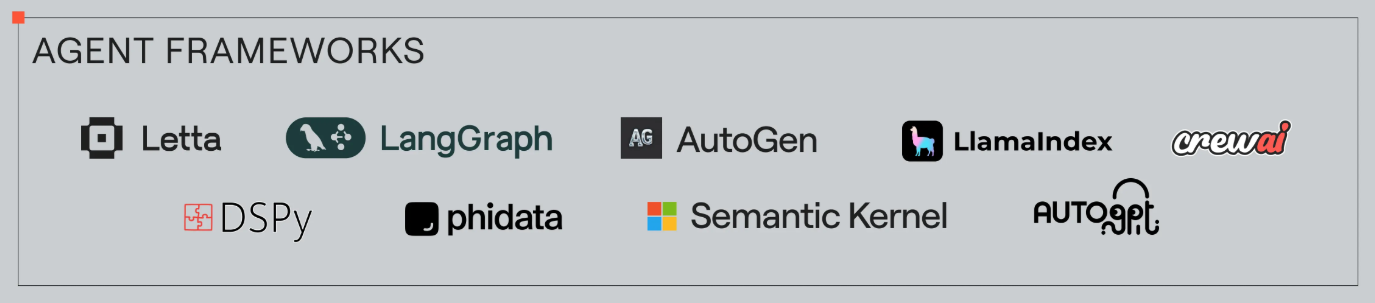 AGENT FRAMEWORKS
Letta LangGraph AG AutoGen LlamaIndex crewai
DSPy phidata Semantic Kernel AUTOgpt